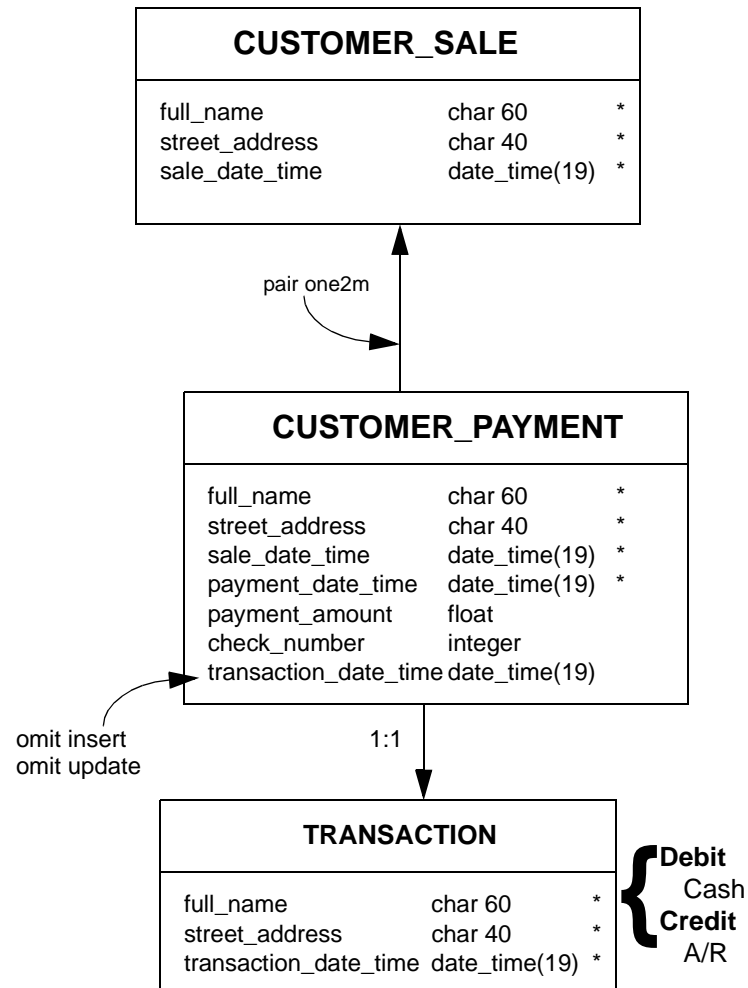 CUSTOMER_SALE
full_name char 60 *
street_address char 40 *
sale_date_time date_time(19) *
pair one2m
CUSTOMER_PAYMENT
full_name char 60 *
street_address char 40 *
sale_date_time date_time(19) *
payment_date_time date_time(19) *
payment_amount float
check_number integer
transaction_date_time date_time(19)
omit insert
omit update
1:1
TRANSACTION
full_name char 60 *
street_address char 40 *
transaction_date_time date_time(19) *
{
Debit
Cash
Credit
A/R